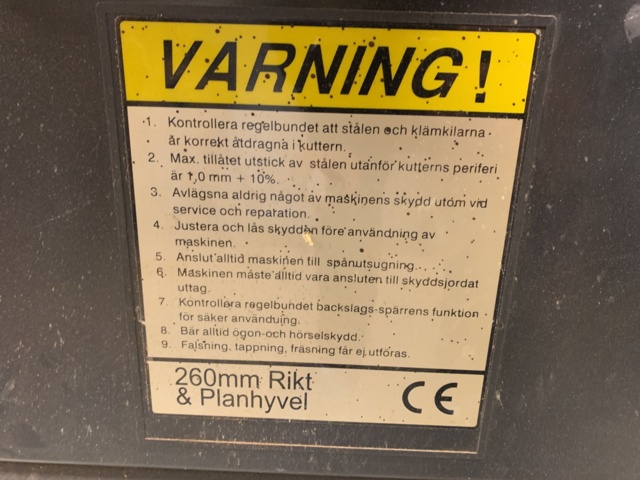 VARNING!
1. Kontrollera regelbundet att stålen och klämkilarna
är korrekt åtdragna i kuttern.
2. Max. tillåtet utstick av stålen utanför kutterns periferi
är 1,0 mm + 10%.
3. Avlägsna aldrig något av maskinens skydd utom vid
service och reparation.
4. Justera och lås skydden före användning av
maskinen.
5. Anslut alltid maskinen till spånutsugning.
6. Maskinen måste alltid vara ansluten till skyddsjordat
uttag.
7. Kontrollera regelbundet backslags-spärrens funktion
för säker användning.
8. Bär alltid ögon-och hörselskydd.
9. Falsning, tappning, fräsning får ej utföras.
260mm Rikt
& Planhyvel
CE